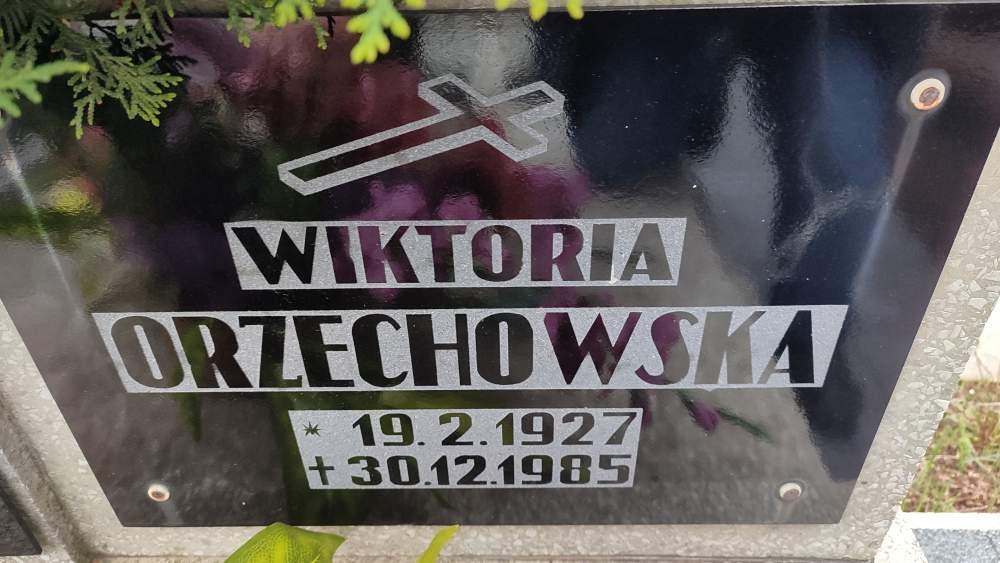 WIKTORIA
ORZECHOWSKA
* 19.2.1927
† 30.12.1985